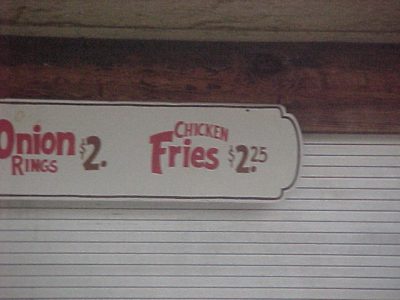 Onion
RINGS $2.
CHICKEN
Fries $2.25